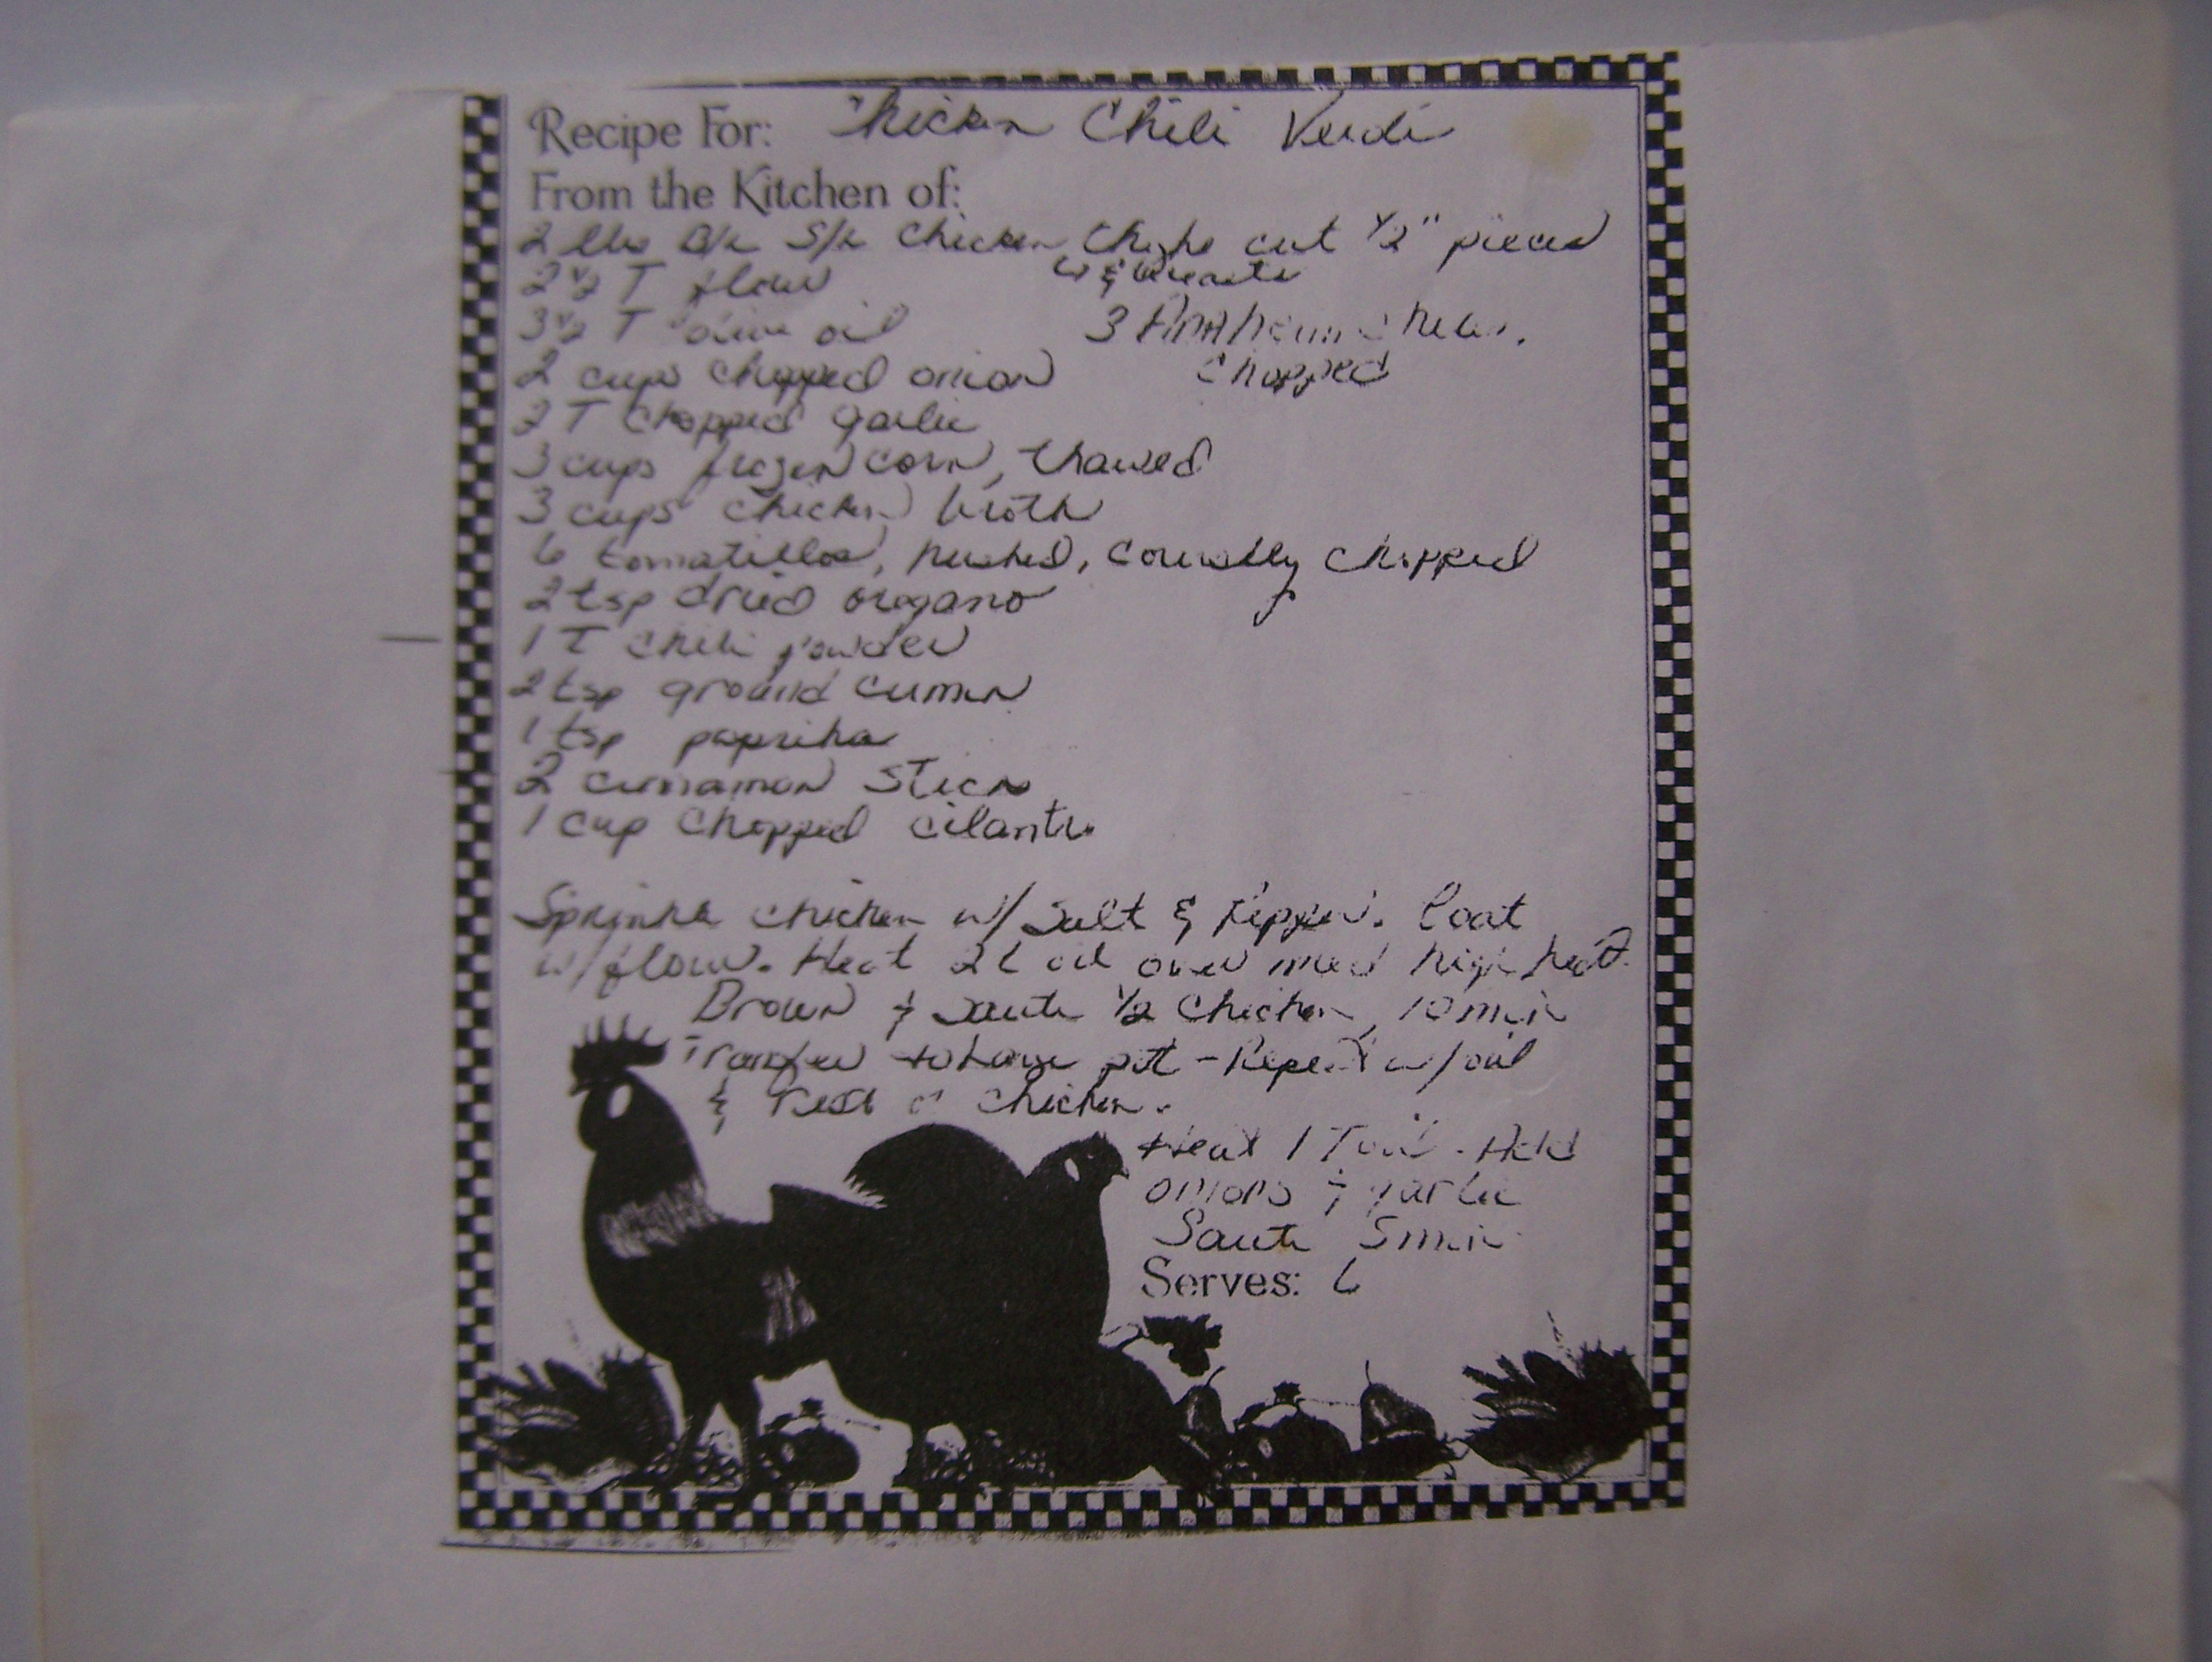 Recipe For: Chicken Chili Verdi
From the Kitchen of:
2 lbs B/L S/L Chicken Thighs cut 1/2" pieces
& Breasts
2 1/2 T flour
3 1/2 T olive oil
3 chiles,
chopped
2 cups chopped onion
2 T chopped garlic
3 cups frozen corn, thawed
3 cups chicken broth
6 tomatillos, husked, coursely chopped
2 tsp dried oregano
1 T chili powder
2 tsp ground cumin
1 tsp paprika
2 cinnamon stick
1 cup chopped cilantro
Sprinkle chicken w/ Salt & Pepper. Coat
w/flour. Heat 2 t oil over med high heat.
Brown & Saute 1/2 Chicken, 10 min
Transfer to Large pot - Repeat w/oil
& Rest of chicken.
Heat 1 T oil. Add
onions & garlic
Saute 5 min
Serves: 6